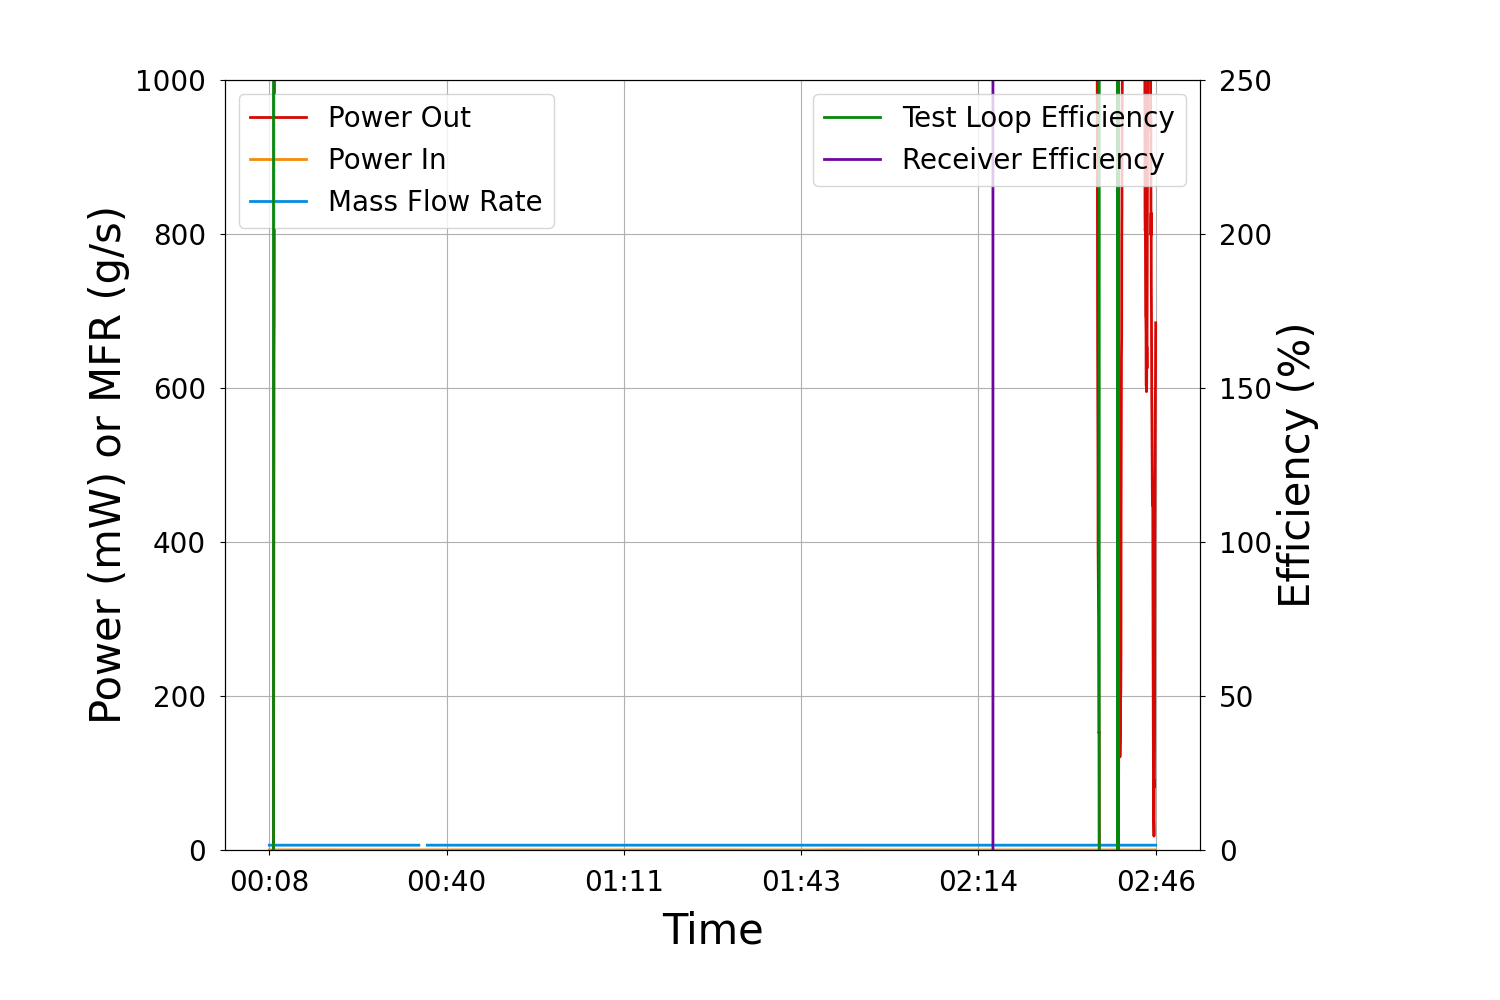 1000
800
600
400
200
0
Power (mW) or MFR (g/s)
Power Out
Power In
Mass Flow Rate
Test Loop Efficiency
Receiver Efficiency
250
200
150
100
50
0
Efficiency (%)
00:08 00:40 01:11 01:43 02:14 02:46
Time